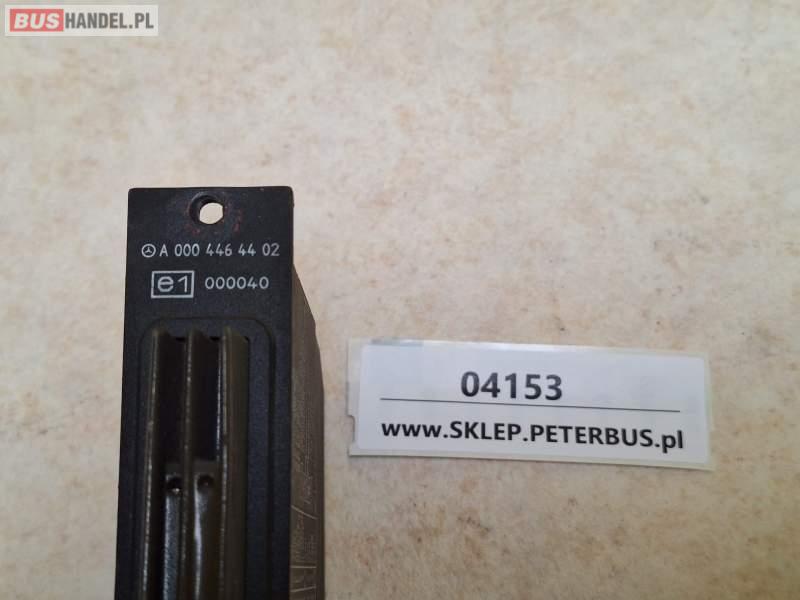 BUSHANDEL.PL
A 000 446 44 02
e1 000040
04153
www.SKLEP.PETERBUS.pl